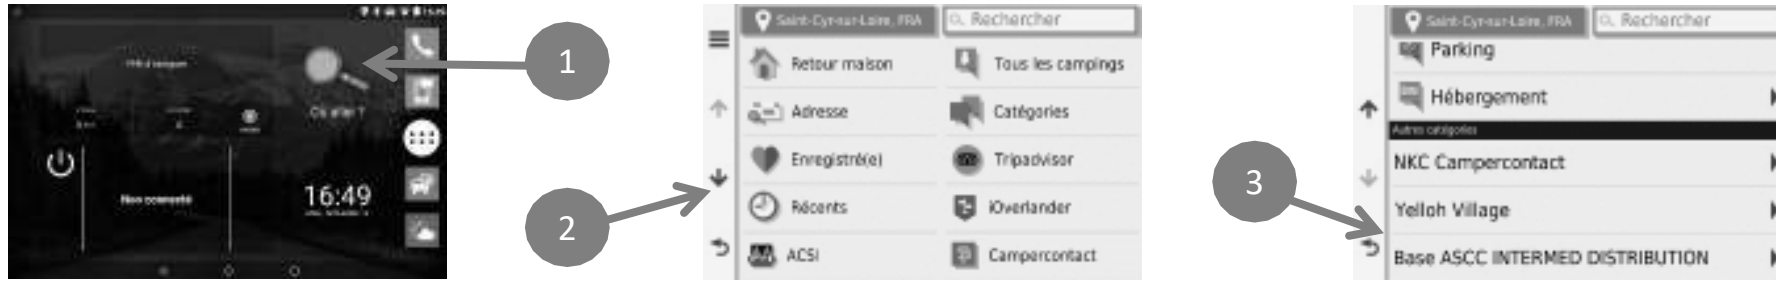 Où aller ?
Non connecté
16:49
1
Saint-Cyr-sur-Loire, FRA
Rechercher
Retour maison
Tous les campings
Adresse
Catégories
Enregistré(e)
Tripadvisor
Récents
iOverlander
ACSI
Campercontact
2
Saint-Cyr-sur-Loire, FRA
Rechercher
Parking
Hébergement
Autres catégories
NKC Campercontact
Yelloh Village
Base ASCC INTERMED DISTRIBUTION
3